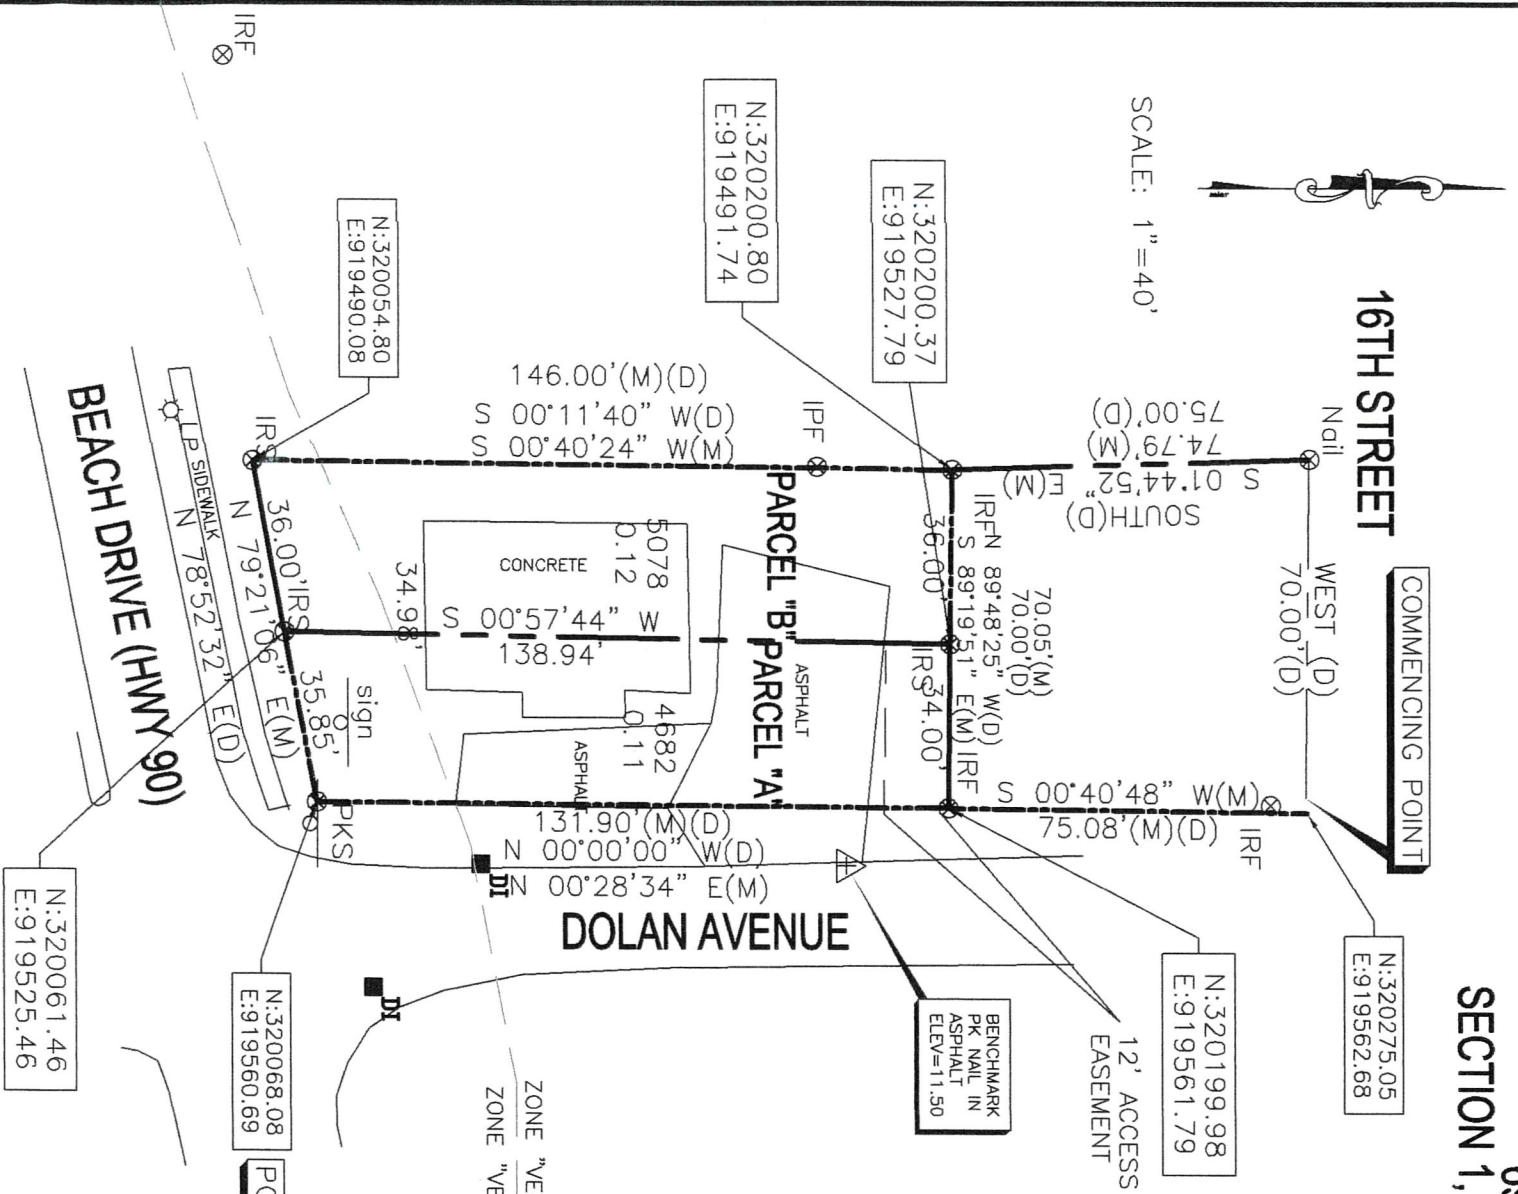 IRF
SCALE: 1"=40'
16TH STREET
COMMENCING POINT
SECTION 1,
N:320200.80
E:919491.74
N:320200.37
E:919527.79
N:320054.80
E:919490.08
146.00'(M)(D)
S 00°11'40" W(D)
S 00°40'24" W(M)
IPF
75.00'(D)
74.79'(M)
S 01°44'52" E(M)
SOUTH(D)
Nail
WEST (D)
70.00'(D)
IRS
LP
SIDEWALK
36.00'
N 79°21'06" E(M)
N 78°52'32" E(D)
BEACH DRIVE (HWY 90)
IRS
35.85'
sign
34.98'
CONCRETE
5078
0.12
S 00°57'44" W
138.94'
PARCEL "B"
PARCEL "A"
ASPHALT
4682
0.11
ASPHALT
IRF
36.00'
N 89°48'25" W(D)
S 89°19'51" E(M)
70.05'(M)
70.00'(D)
IRS
34.00'
IRF
S 00°40'48" W(M)
75.08'(M)(D)
IRF
PKS
131.90'(M)(D)
N 00°00'00" W(D)
N 00°28'34" E(M)
DI
DOLAN AVENUE
DI
BENCHMARK
PK NAIL IN
ASPHALT
ELEV=11.50
12' ACCESS
EASEMENT
N:320275.05
E:919562.68
N:320199.98
E:919561.79
N:320068.08
E:919560.69
N:320061.46
E:919525.46
ZONE "VE
ZONE "VE